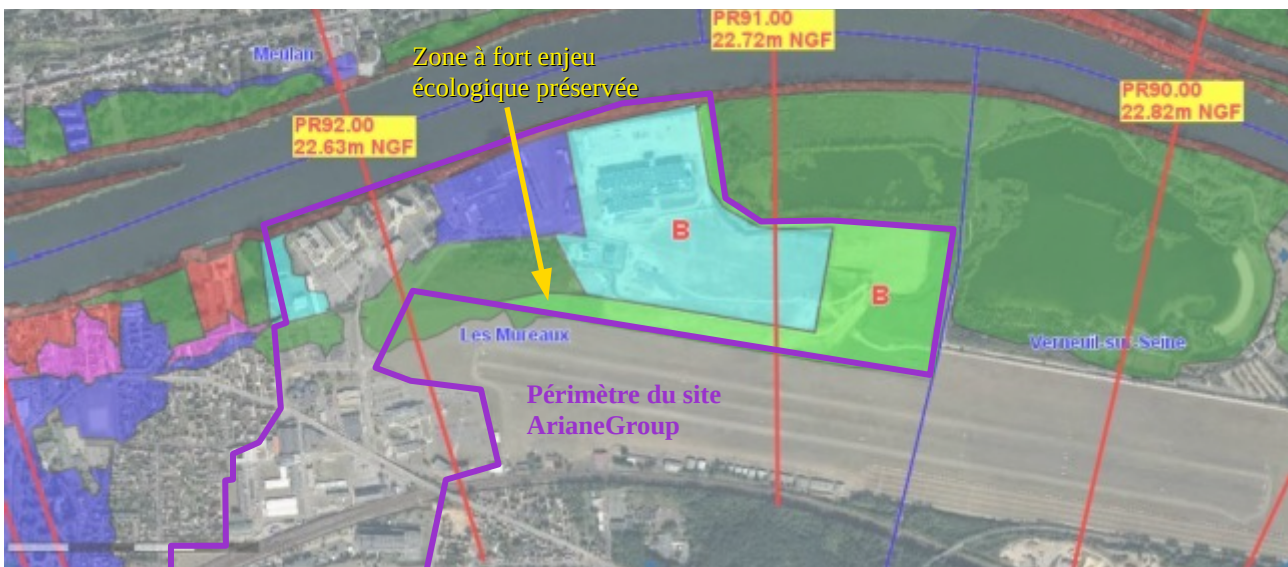 PR91.00
22.72m NGF
Meulan
Zone à fort enjeu
écologique préservée
PR90.00
22.82m NGF
PR92.00
22.63m NGF
B
B
Les Mureaux
Verneuil-sur-Seine
Périmètre du site
ArianeGroup